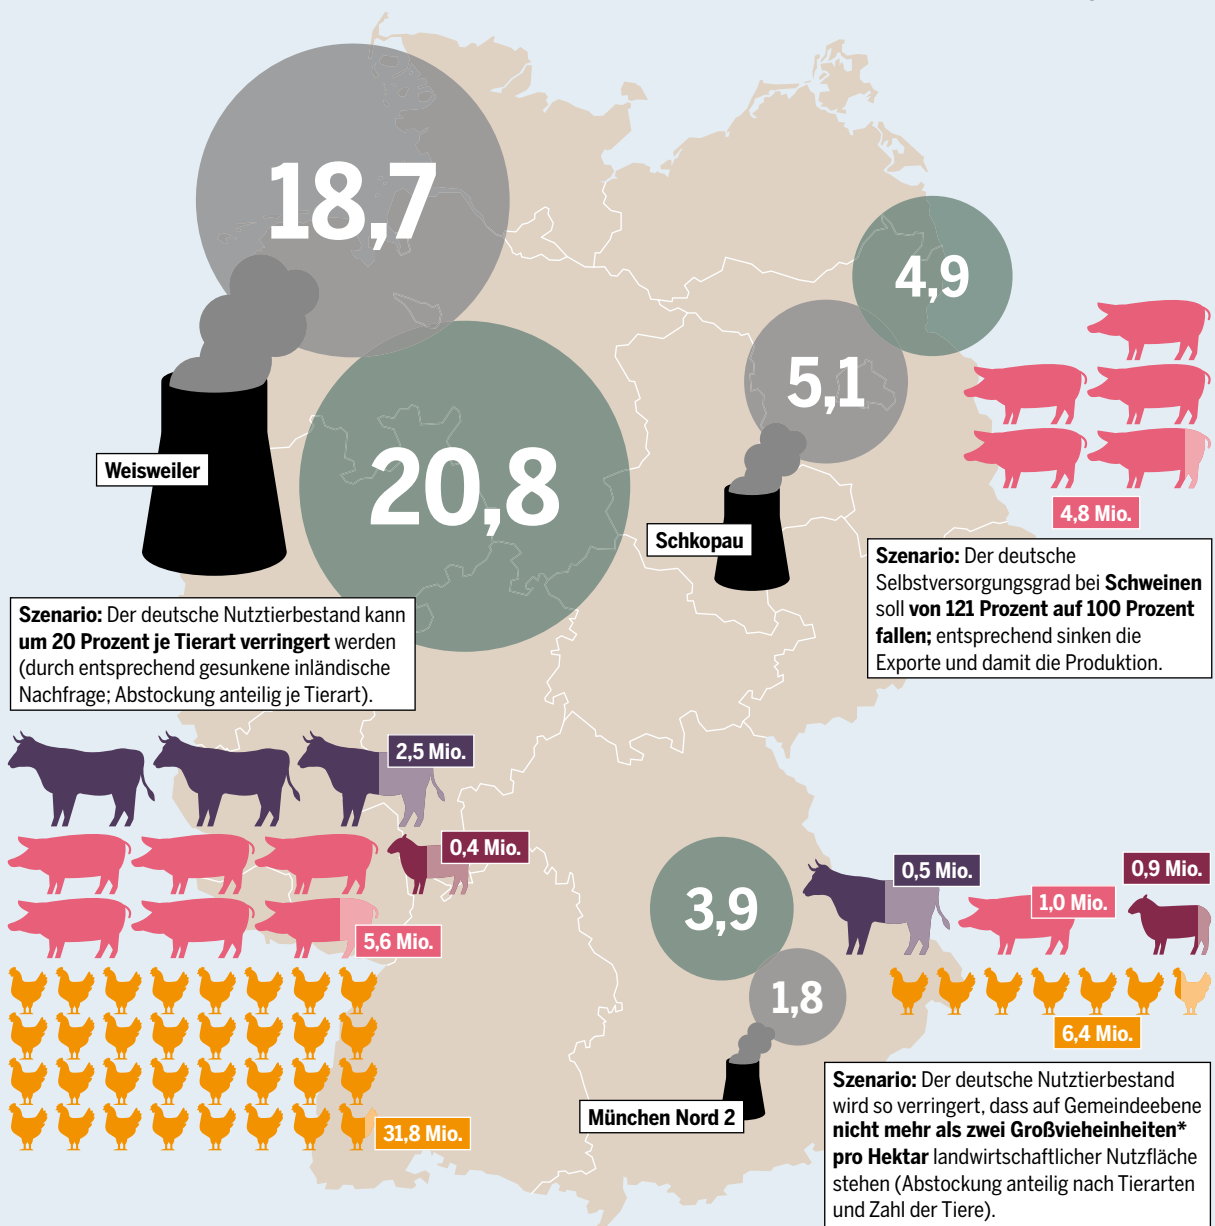 18,7
4,9
5,1
20,8
Weisweiler
Schkopau
4,8 Mio.
Szenario: Der deutsche
Selbstversorgungsgrad bei Schweinen
soll von 121 Prozent auf 100 Prozent
fallen; entsprechend sinken die
Exporte und damit die Produktion.
Szenario: Der deutsche Nutztierbestand kann
um 20 Prozent je Tierart verringert werden
(durch entsprechend gesunkene inländische
Nachfrage; Abstockung anteilig je Tierart).
2,5 Mio.
0,4 Mio.
5,6 Mio.
31,8 Mio.
3,9
1,8
München Nord 2
0,5 Mio.
1,0 Mio.
0,9 Mio.
6,4 Mio.
Szenario: Der deutsche Nutztierbestand
wird so verringert, dass auf Gemeindeebene
nicht mehr als zwei Großvieheinheiten*
pro Hektar landwirtschaftlicher Nutzfläche
stehen (Abstockung anteilig nach Tierarten
und Zahl der Tiere).